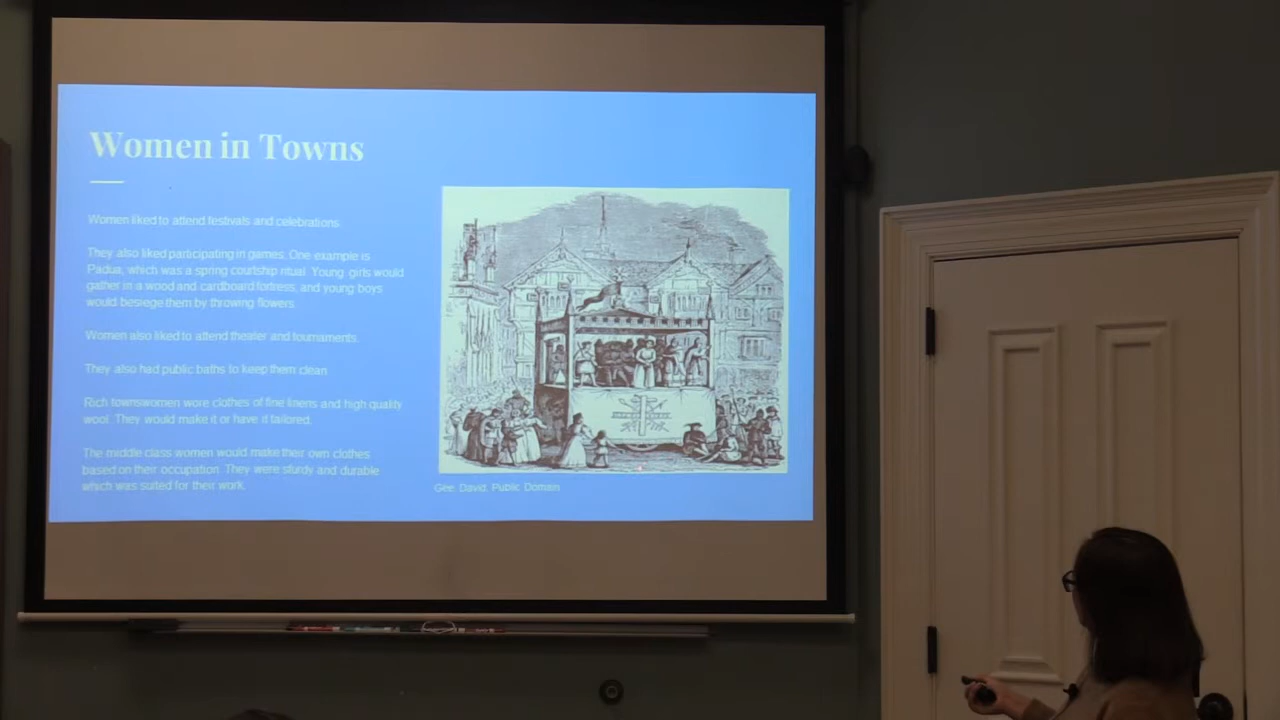 Women in Towns
Women liked to attend festivals and celebrations.
They also liked participating in games. One example is
Padua, which was a spring courtship ritual. Young girls would
gather in a wood and cardboard fortress, and young boys
would besiege them by throwing flowers.
Women also liked to attend theater and tournaments.
They also had public baths to keep them clean.
Rich townswomen wore clothes of fine linens and high quality
wool. They would make it or have it tailored.
The middle class women would make their own clothes
based on their occupation. They were sturdy and durable
which was suited for their work.
Gee, David. Public Domain